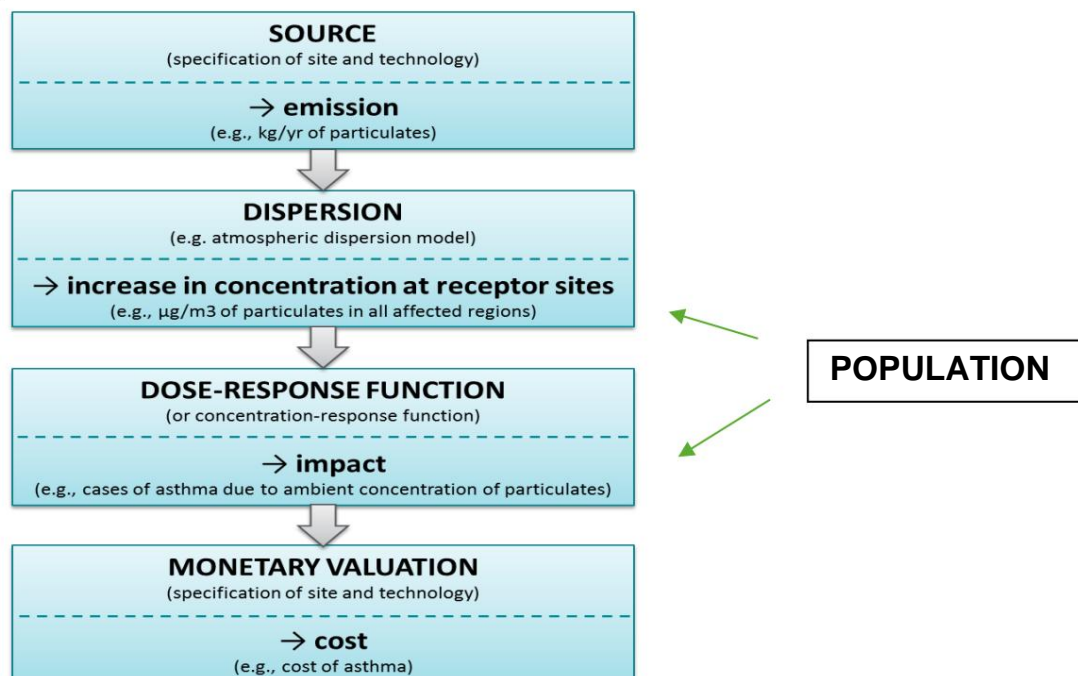 SOURCE
(specification of site and technology)
→ emission
(e.g., kg/yr of particulates)
DISPERSION
(e.g. atmospheric dispersion model)
→ increase in concentration at receptor sites
(e.g., µg/m3 of particulates in all affected regions)
POPULATION
DOSE-RESPONSE FUNCTION
(or concentration-response function)
→ impact
(e.g., cases of asthma due to ambient concentration of particulates)
MONETARY VALUATION
(specification of site and technology)
→ cost
(e.g., cost of asthma)